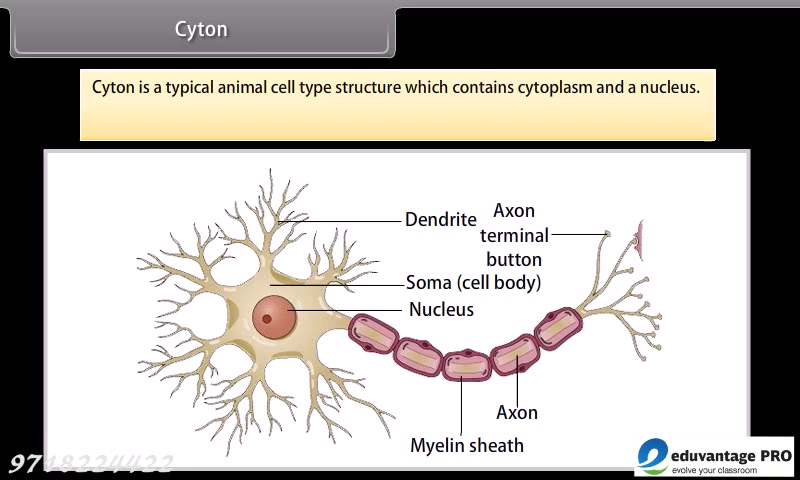 Cyton
Cyton is a typical animal cell type structure which contains cytoplasm and a nucleus.
Dendrite
Axon
terminal
button
Soma (cell body)
Nucleus
Axon
Myelin sheath
9718224422
eduvantage PRO
evolve your classroom